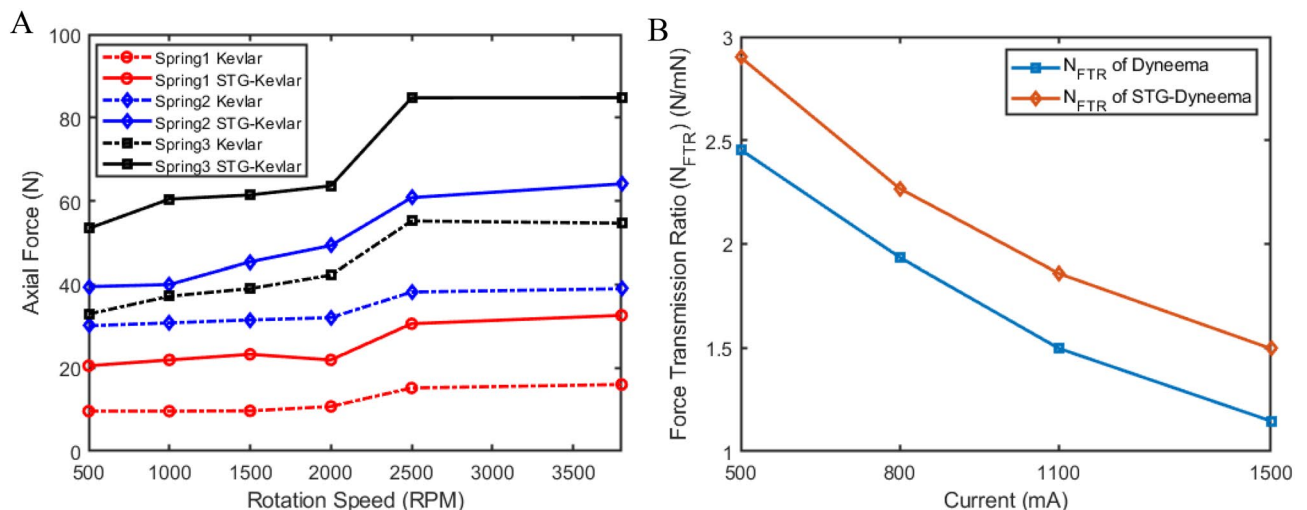 A
100
80
60
40
20
0
Axial Force (N)
Spring1 Kevlar
Spring1 STG-Kevlar
Spring2 Kevlar
Spring2 STG-Kevlar
Spring3 Kevlar
Spring3 STG-Kevlar
500 1000 1500 2000 2500 3000 3500
Rotation Speed (RPM)
B
3
2.5
2
1.5
1
Force Transmission Ratio (N_FTR) (N/mN)
N_FTR of Dyneema
N_FTR of STG-Dyneema
500 800 1100 1500
Current (mA)